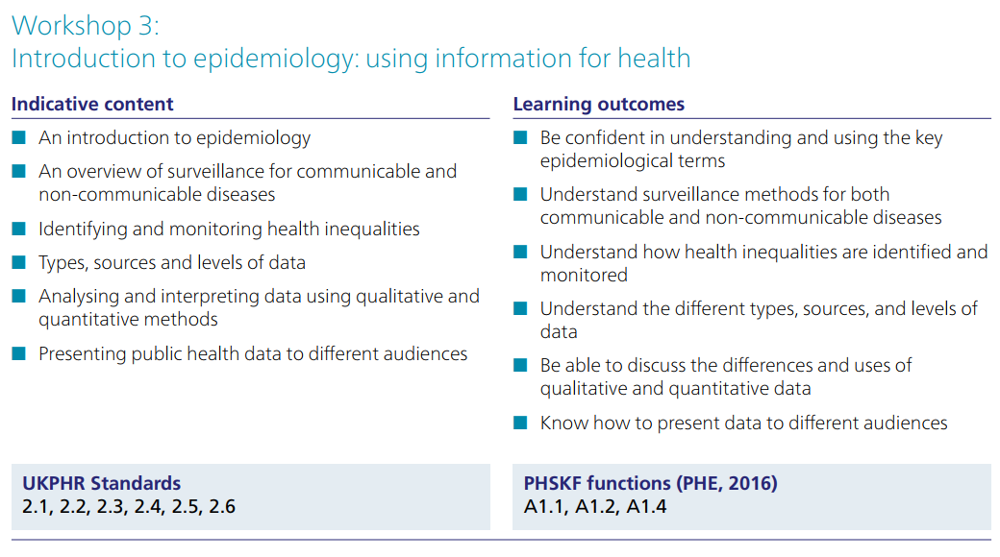 Workshop 3:
Introduction to epidemiology: using information for health
Indicative content
■ An introduction to epidemiology
■ An overview of surveillance for communicable and
non-communicable diseases
■ Identifying and monitoring health inequalities
■ Types, sources and levels of data
■ Analysing and interpreting data using qualitative and
quantitative methods
■ Presenting public health data to different audiences
Learning outcomes
■ Be confident in understanding and using the key
epidemiological terms
■ Understand surveillance methods for both
communicable and non-communicable diseases
■ Understand how health inequalities are identified and
monitored
■ Understand the different types, sources, and levels of
data
■ Be able to discuss the differences and uses of
qualitative and quantitative data
■ Know how to present data to different audiences
UKPHR Standards
2.1, 2.2, 2.3, 2.4, 2.5, 2.6
PHSKF functions (PHE, 2016)
A1.1, A1.2, A1.4